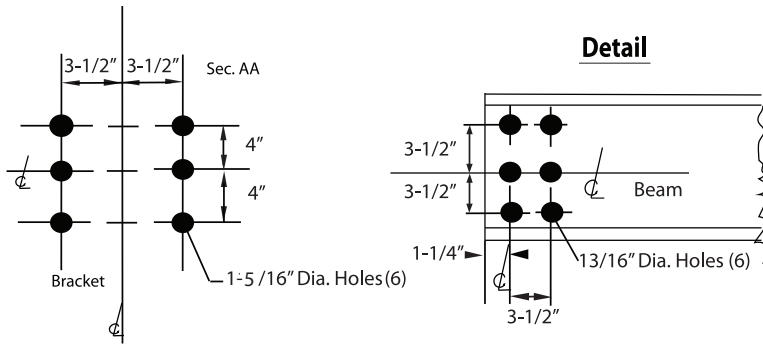 3-1/2” 3-1/2” Sec. AA
4”
4”
℄
Bracket
1-5/16” Dia. Holes (6)
℄
Detail
3-1/2”
3-1/2”
℄ Beam
1-1/4”
13/16” Dia. Holes (6)
℄
3-1/2”